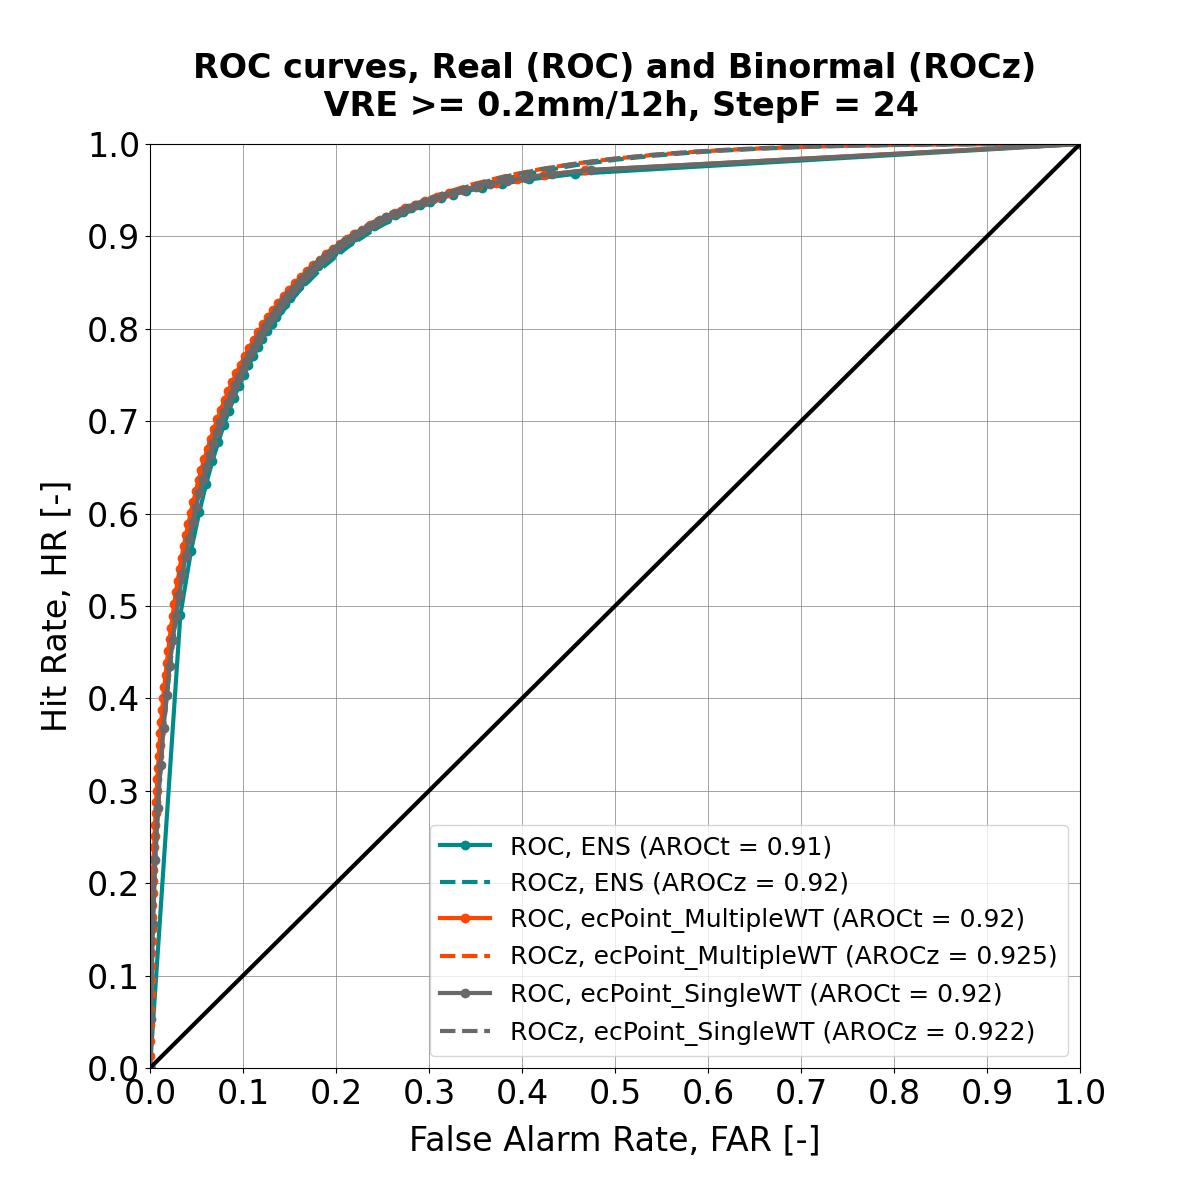 ROC curves, Real (ROC) and Binormal (ROCz)
VRE >= 0.2mm/12h, StepF = 24
1.0
0.9
0.8
0.7
0.6
0.5
0.4
0.3
0.2
0.1
0.0
Hit Rate, HR [-]
ROC, ENS (AROCt = 0.91)
ROCz, ENS (AROCz = 0.92)
ROC, ecPoint_MultipleWT (AROCt = 0.92)
ROCz, ecPoint_MultipleWT (AROCz = 0.925)
ROC, ecPoint_SingleWT (AROCt = 0.92)
ROCz, ecPoint_SingleWT (AROCz = 0.922)
0.0 0.1 0.2 0.3 0.4 0.5 0.6 0.7 0.8 0.9 1.0
False Alarm Rate, FAR [-]